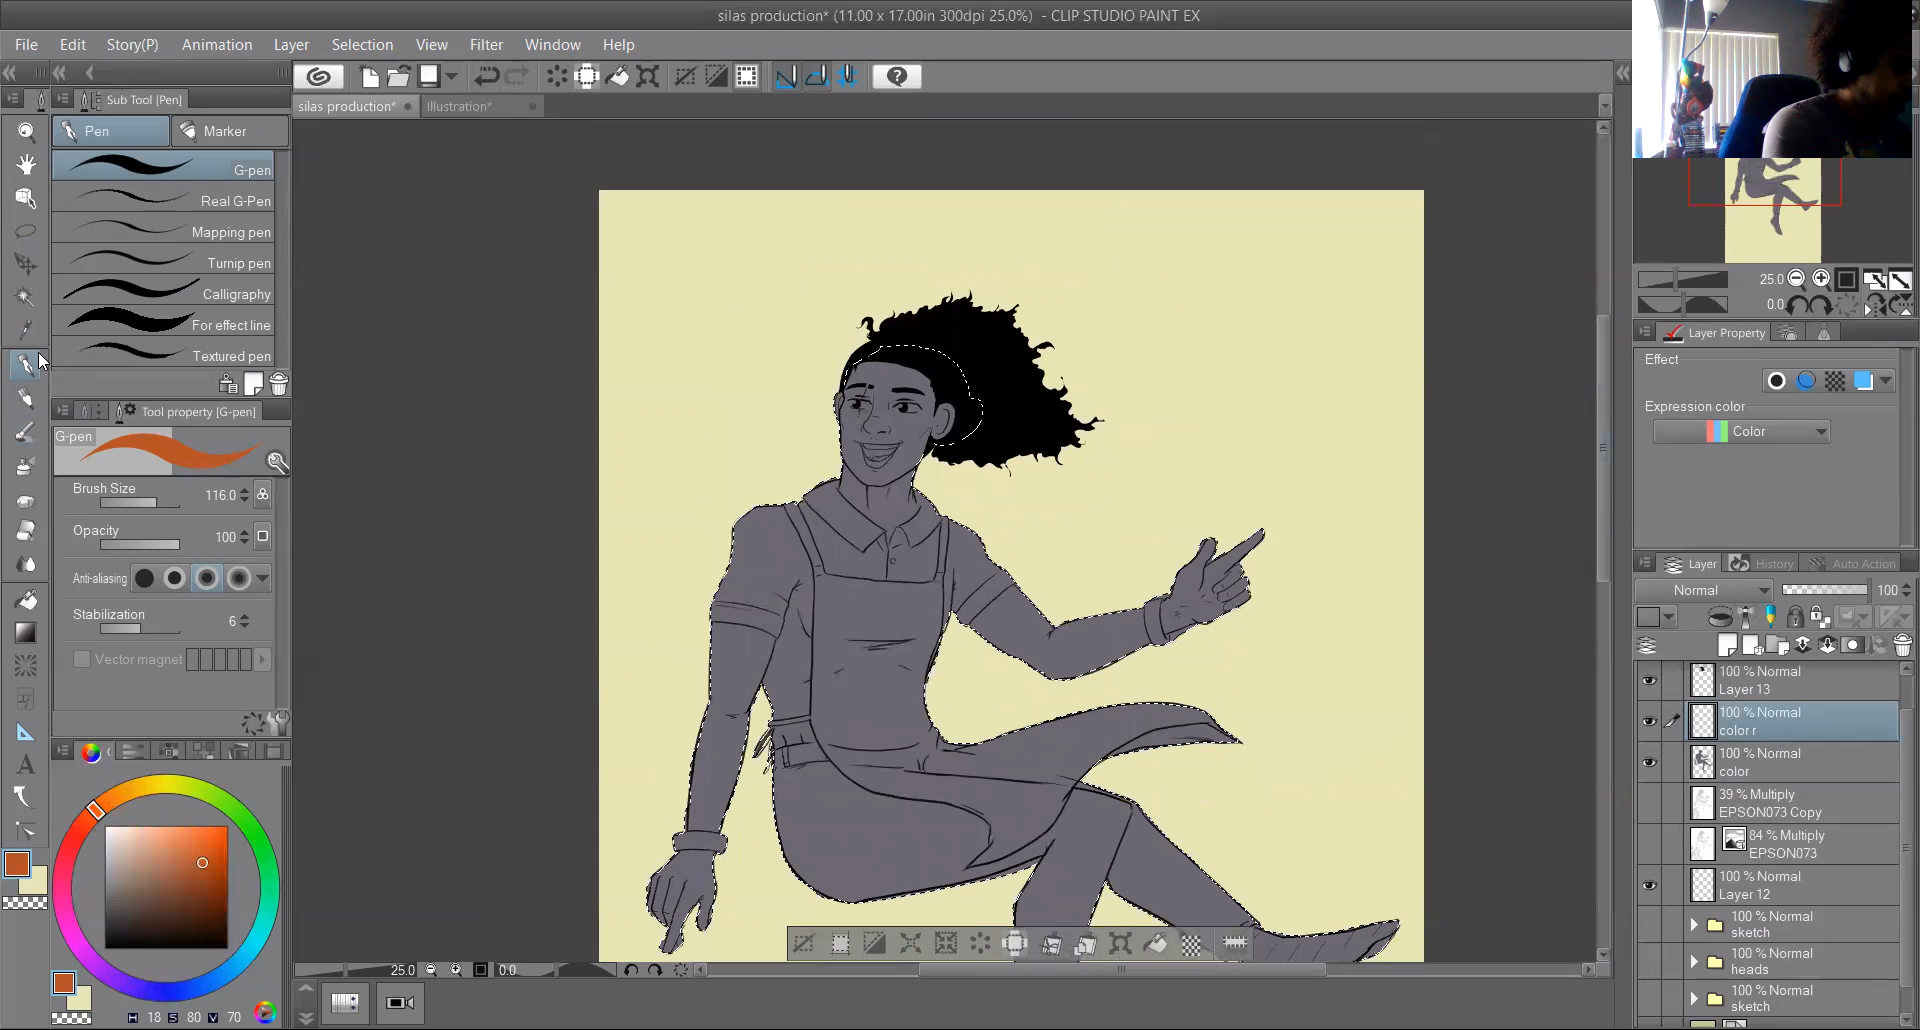 silas production* (11.00 x 17.00in 300dpi 25.0%) - CLIP STUDIO PAINT EX
File Edit Story(P) Animation Layer Selection View Filter Window Help
Sub Tool [Pen]
silas production* Illustration*
Pen Marker
G-pen
Real G-Pen
Mapping pen
Turnip pen
Calligraphy
For effect line
Textured pen
Tool property [G-pen]
G-pen
Brush Size 116.0
Opacity 100
Anti-aliasing
Stabilization 6
Vector magnet
H 18 S 80 V 70
25.0 0.0
25.0
0.0
Layer Property
Effect
Expression color
Color
Layer History Auto Action
Normal 100
100 % Normal
Layer 13
100 % Normal
color r
100 % Normal
color
39 % Multiply
EPSON073 Copy
84 % Multiply
EPSON073
100 % Normal
Layer 12
100 % Normal
sketch
100 % Normal
heads
100 % Normal
sketch